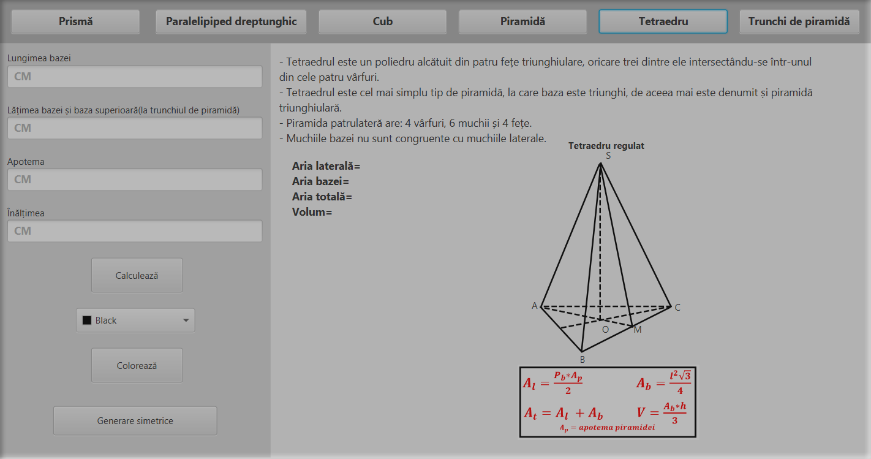 Prismă
Paralelipiped dreptunghic
Cub
Piramidă
Tetraedru
Trunchi de piramidă
Lungimea bazei
CM
Lățimea bazei și baza superioară(la trunchiul de piramidă)
CM
Apotema
CM
Înălțimea
CM
Calculează
Black
Colorează
Generare simetrice
- Tetraedrul este un poliedru alcătuit din patru fețe triunghiulare, oricare trei dintre ele intersectându-se într-unul
din cele patru vârfuri.
- Tetraedrul este cel mai simplu tip de piramidă, la care baza este triunghi, de aceea mai este denumit și piramidă
triunghiulară.
- Piramida patrulateră are: 4 vârfuri, 6 muchii și 4 fețe.
- Muchiile bazei nu sunt congruente cu muchiile laterale.
Aria laterală=
Aria bazei=
Aria totală=
Volum=
Tetraedru regulat
S
A
C
O
M
B
A_l = P_b*A_p / 2
A_b = l²√3 / 4
A_t = A_l + A_b
V = A_b*h / 3
A_p = apotema piramidei